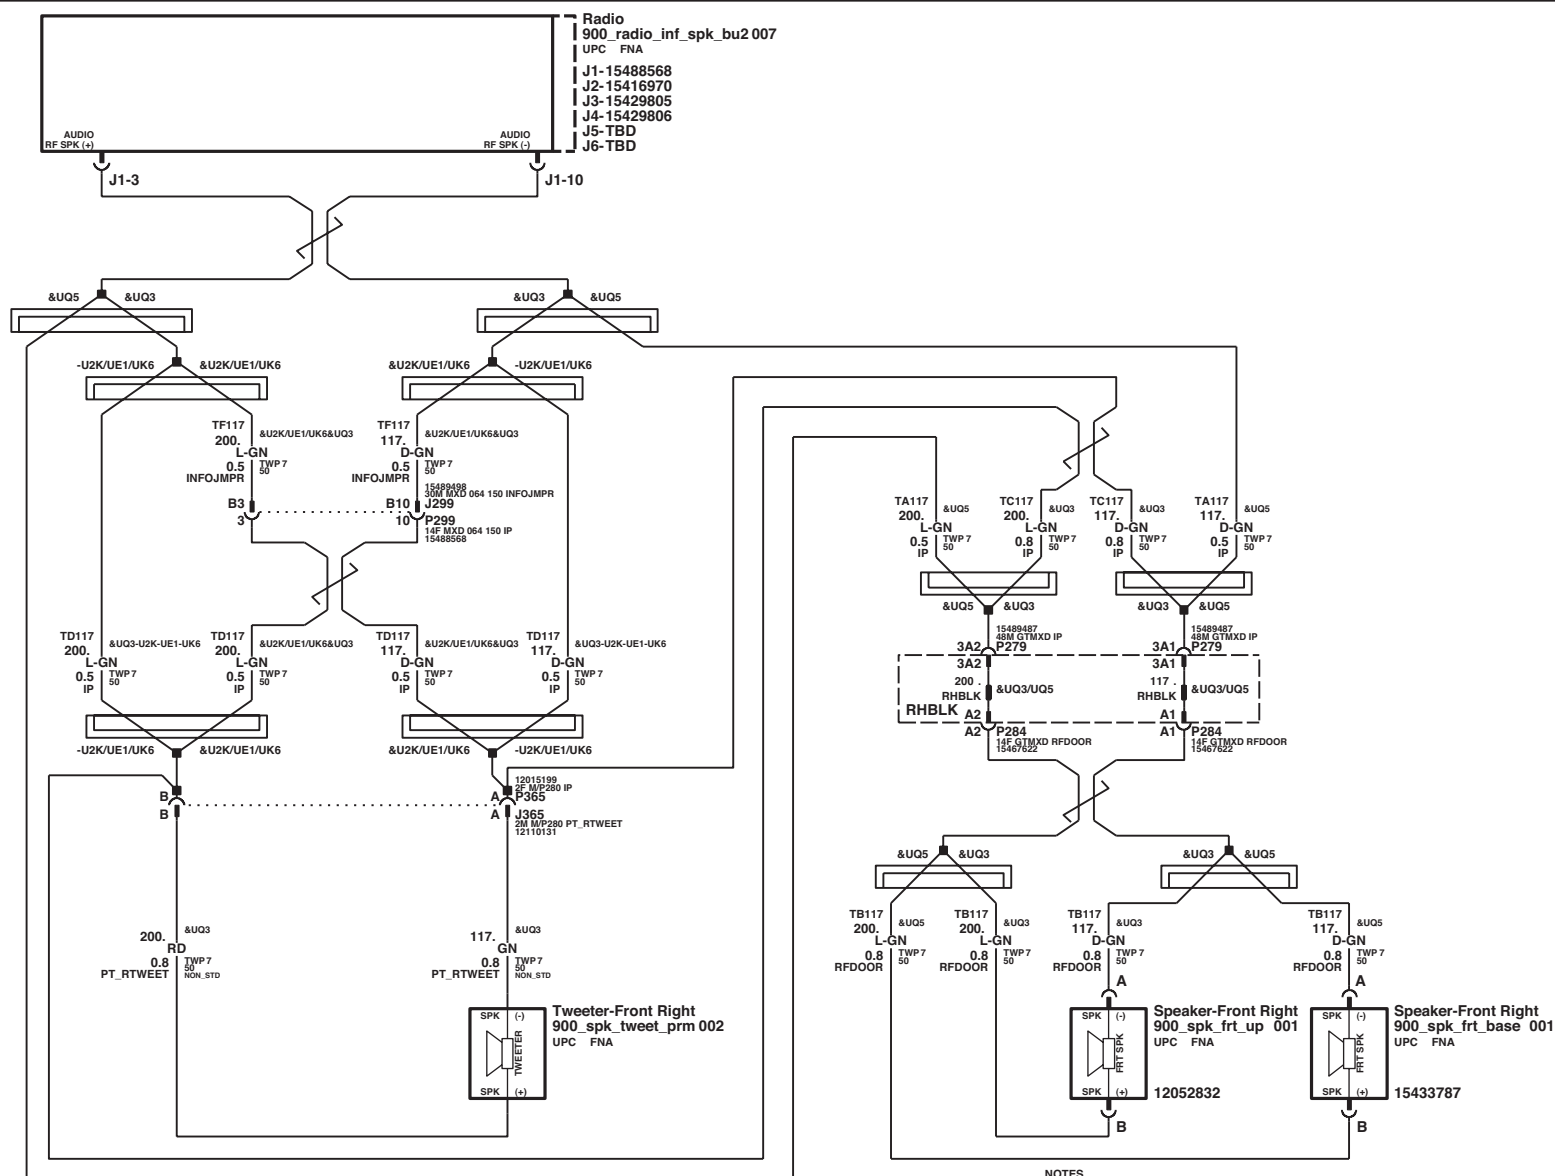 Radio
900_radio_inf_spk_bu2 007
UPC FNA
J1-15488568
J2-15416970
J3-15429805
J4-15429806
J5-TBD
J6-TBD
AUDIO
RF SPK (+)
AUDIO
RF SPK (-)
J1-3
J1-10
&UQ5 &UQ3
&UQ3 &UQ5
-U2K/UE1/UK6 &U2K/UE1/UK6
&U2K/UE1/UK6 -U2K/UE1/UK6
TF117
200.
L-GN
0.5
INFOJMPR
&U2K/UE1/UK6&UQ3
TWP 7
50
TF117
117.
D-GN
0.5
INFOJMPR
&U2K/UE1/UK6&UQ3
TWP 7
50
15489498
30M MXD 064 150 INFOJMPR
B3
3
B10 J299
10 P299
14F MXD 064 150 IP
15488568
TD117
200.
L-GN
0.5
IP
&UQ3-U2K-UE1-UK6
TWP 7
50
TD117
200.
L-GN
0.5
IP
&U2K/UE1/UK6&UQ3
TWP 7
50
TD117
117.
D-GN
0.5
IP
&U2K/UE1/UK6&UQ3
TWP 7
50
TD117
117.
D-GN
0.5
IP
&UQ3-U2K-UE1-UK6
TWP 7
50
-U2K/UE1/UK6 &U2K/UE1/UK6
&U2K/UE1/UK6 -U2K/UE1/UK6
B
B
12015199
2F M/P280 IP
A P365
A J365
2M M/P280 PT_RTWEET
12110131
200.
RD
0.8
PT_RTWEET
&UQ3
TWP 7
50
NON_STD
117.
GN
0.8
PT_RTWEET
&UQ3
TWP 7
50
NON_STD
SPK (-)
TWEETER
SPK (+)
Tweeter-Front Right
900_spk_tweet_prm 002
UPC FNA
TA117
200.
L-GN
0.5
IP
&UQ5
TWP 7
50
TC117
200.
L-GN
0.8
IP
&UQ3
TWP 7
50
TC117
117.
D-GN
0.8
IP
&UQ3
TWP 7
50
TA117
117.
D-GN
0.5
IP
&UQ5
TWP 7
50
&UQ5 &UQ3
&UQ3 &UQ5
15489487
48M GTMXD IP
3A2 P279
3A2
200 .
RHBLK
&UQ3/UQ5
15489487
48M GTMXD IP
3A1 P279
3A1
117 .
RHBLK
&UQ3/UQ5
RHBLK
A2
A2 P284
14F GTMXD RFDOOR
15467622
A1
A1 P284
14F GTMXD RFDOOR
15467622
&UQ5 &UQ3
&UQ3 &UQ5
TB117
200.
L-GN
0.8
RFDOOR
&UQ5
TWP 7
50
TB117
200.
L-GN
0.8
RFDOOR
&UQ3
TWP 7
50
TB117
117.
D-GN
0.8
RFDOOR
&UQ3
TWP 7
50
TB117
117.
D-GN
0.8
RFDOOR
&UQ5
TWP 7
50
A
A
SPK (-)
FRT SPK
SPK (+)
Speaker-Front Right
900_spk_frt_up 001
UPC FNA
12052832
SPK (-)
FRT SPK
SPK (+)
Speaker-Front Right
900_spk_frt_base 001
UPC FNA
15433787
B
B
NOTES